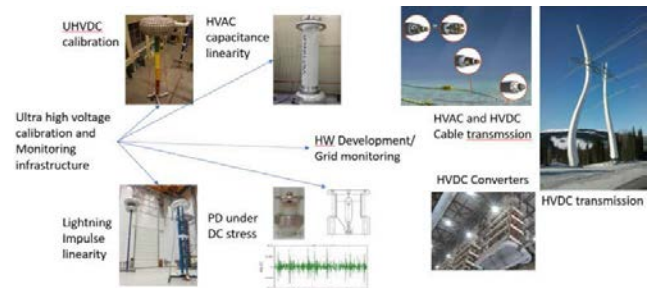 UHVDC
calibration
HVAC
capacitance
linearity
Ultra high voltage
calibration and
Monitoring
infrastructure
HW Development/
Grid monitoring
HVAC and HVDC
Cable transmssion
HVDC Converters
HVDC transmission
Lightning
Impulse
linearity
PD under
DC stress